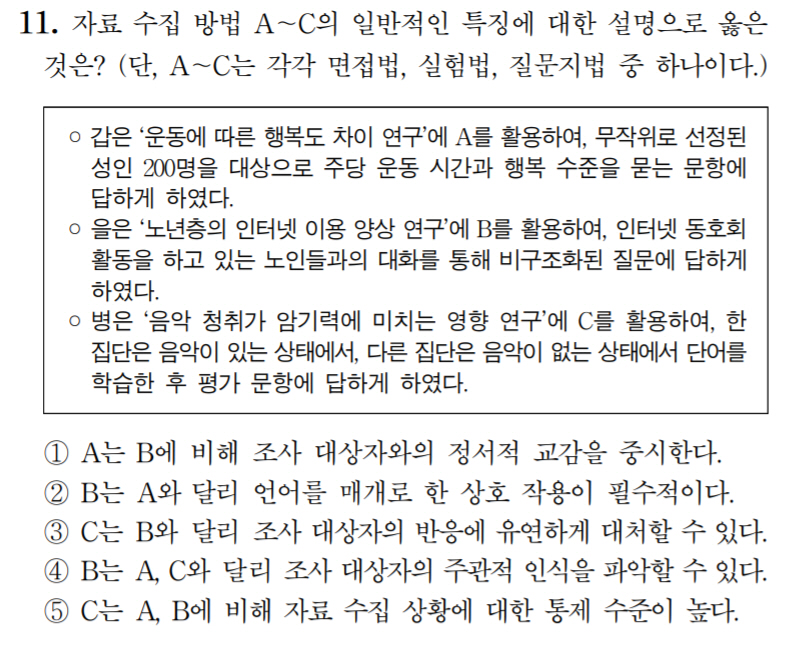 11. 자료 수집 방법 A~C의 일반적인 특징에 대한 설명으로 옳은
것은? (단, A~C는 각각 면접법, 실험법, 질문지법 중 하나이다.)
○ 갑은 ‘운동에 따른 행복도 차이 연구’에 A를 활용하여, 무작위로 선정된
성인 200명을 대상으로 주당 운동 시간과 행복 수준을 묻는 문항에
답하게 하였다.
○ 을은 ‘노년층의 인터넷 이용 양상 연구’에 B를 활용하여, 인터넷 동호회
활동을 하고 있는 노인들과의 대화를 통해 비구조화된 질문에 답하게
하였다.
○ 병은 ‘음악 청취가 암기력에 미치는 영향 연구’에 C를 활용하여, 한
집단은 음악이 있는 상태에서, 다른 집단은 음악이 없는 상태에서 단어를
학습한 후 평가 문항에 답하게 하였다.
① A는 B에 비해 조사 대상자와의 정서적 교감을 중시한다.
② B는 A와 달리 언어를 매개로 한 상호 작용이 필수적이다.
③ C는 B와 달리 조사 대상자의 반응에 유연하게 대처할 수 있다.
④ B는 A, C와 달리 조사 대상자의 주관적 인식을 파악할 수 있다.
⑤ C는 A, B에 비해 자료 수집 상황에 대한 통제 수준이 높다.